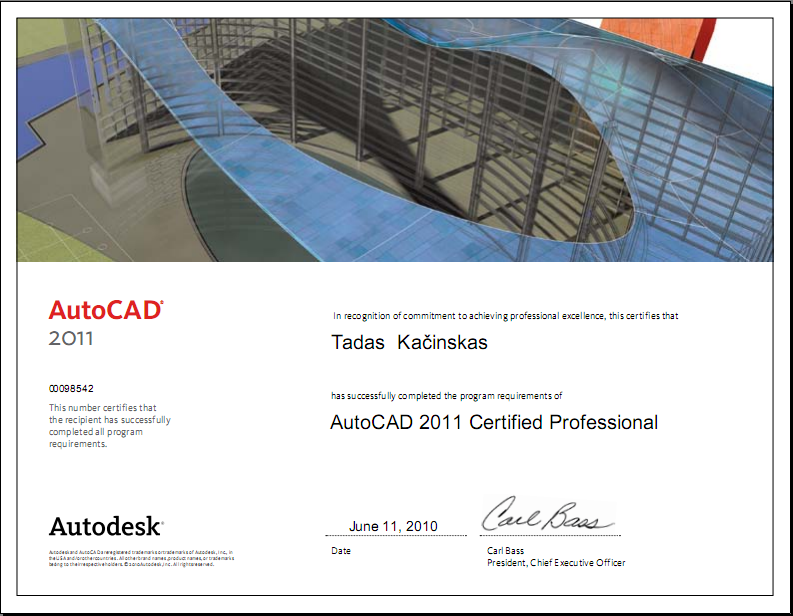 AutoCAD®
2011
00098542
This number certifies that
the recipient has successfully
completed all program
requirements.
In recognition of commitment to achieving professional excellence, this certifies that
Tadas Kačinskas
has successfully completed the program requirements of
AutoCAD 2011 Certified Professional
Autodesk®
Autodesk and AutoCAD are registered trademarks or trademarks of Autodesk, Inc., in
the USA and/or other countries. All other brand names, product names, or trademarks
belong to their respective holders. © 2010 Autodesk, Inc. All rights reserved.
June 11, 2010
Date
Carl Bass
Carl Bass
President, Chief Executive Officer